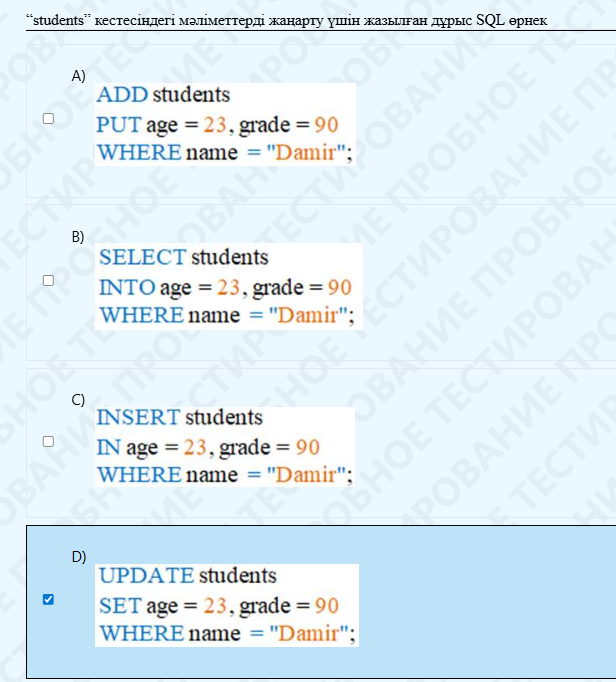 “students” кестесіндегі мәліметтерді жаңарту үшін жазылған дұрыс SQL өрнек
A)
ADD students
PUT age = 23, grade = 90
WHERE name = "Damir";
B)
SELECT students
INTO age = 23, grade = 90
WHERE name = "Damir";
C)
INSERT students
IN age = 23, grade = 90
WHERE name = "Damir";
D)
UPDATE students
SET age = 23, grade = 90
WHERE name = "Damir";
ПРОБНОЕ ТЕСТИРОВАНИЕ